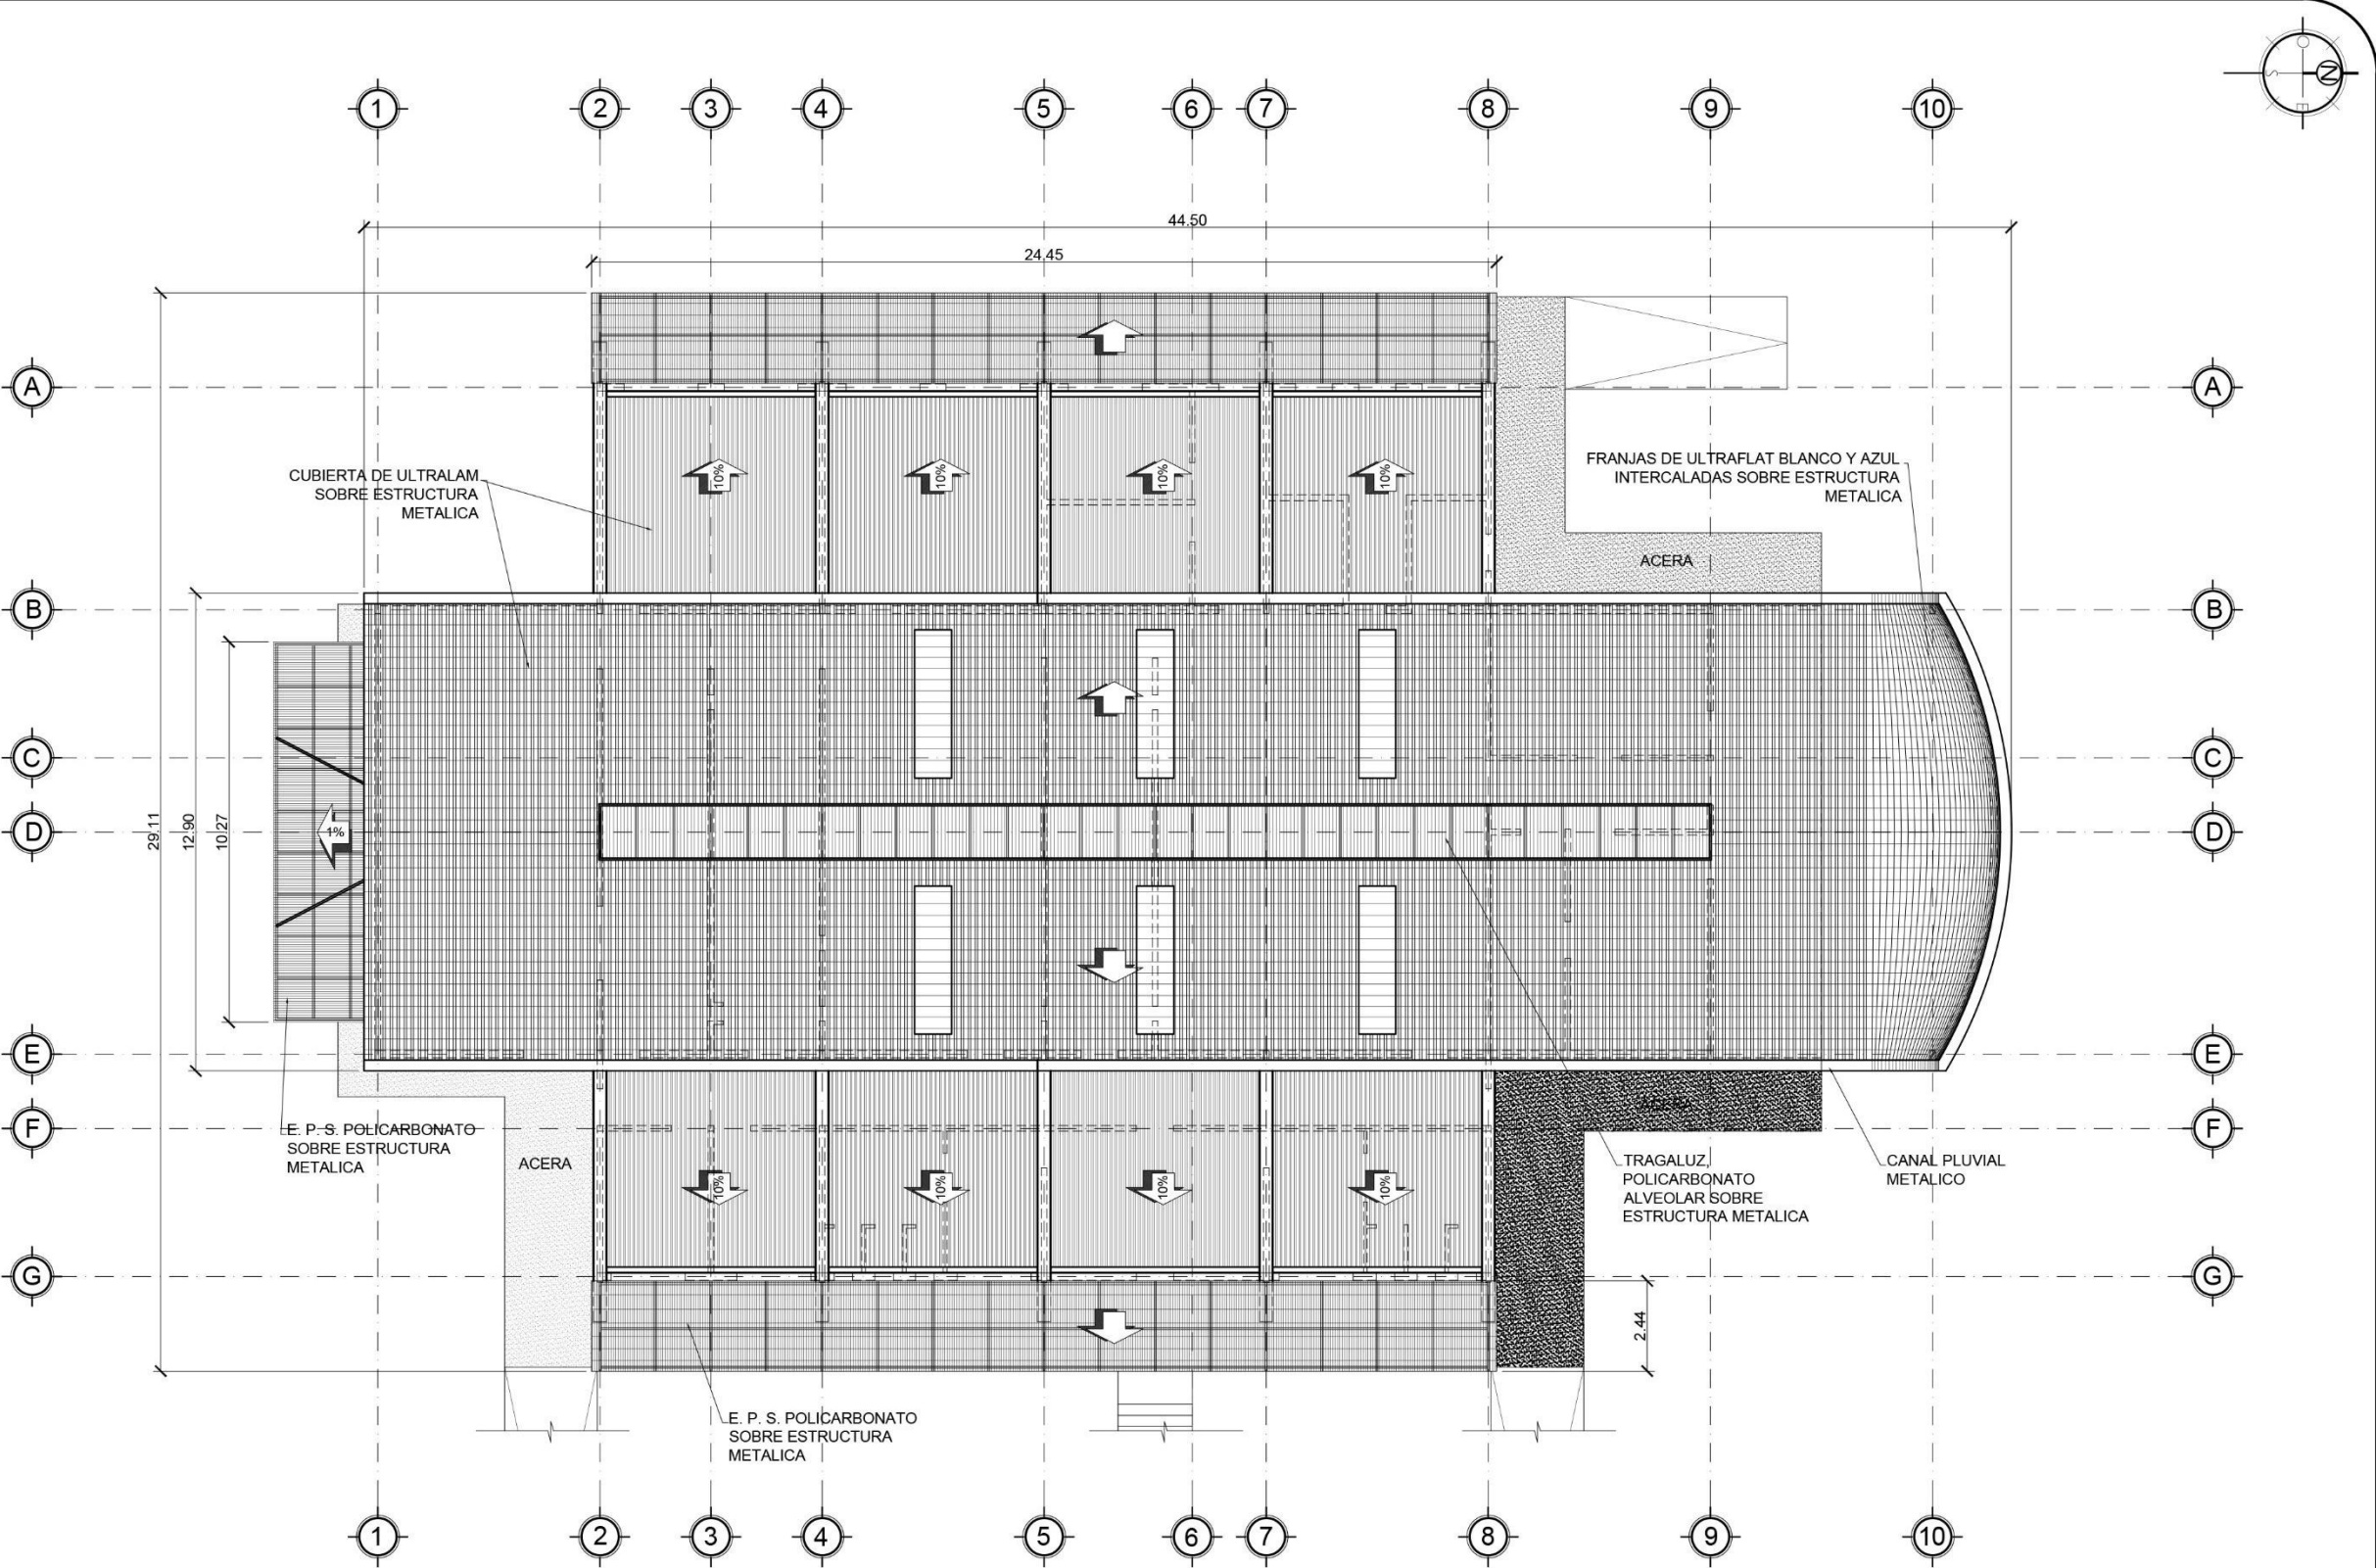 O
S
N
E
1
2
3
4
5
6
7
8
9
10
44.50
24.45
A
A
CUBIERTA DE ULTRALAM
SOBRE ESTRUCTURA
METALICA
10%
10%
10%
10%
FRANJAS DE ULTRAFLAT BLANCO Y AZUL
INTERCALADAS SOBRE ESTRUCTURA
METALICA
ACERA
B
B
C
C
29.11
12.90
10.27
1%
D
D
E
E
ACERA
F
F
E. P. S. POLICARBONATO
SOBRE ESTRUCTURA
METALICA
ACERA
10%
10%
10%
10%
TRAGALUZ,
POLICARBONATO
ALVEOLAR SOBRE
ESTRUCTURA METALICA
CANAL PLUVIAL
METALICO
G
G
2.44
E. P. S. POLICARBONATO
SOBRE ESTRUCTURA
METALICA
1
2
3
4
5
6
7
8
9
10